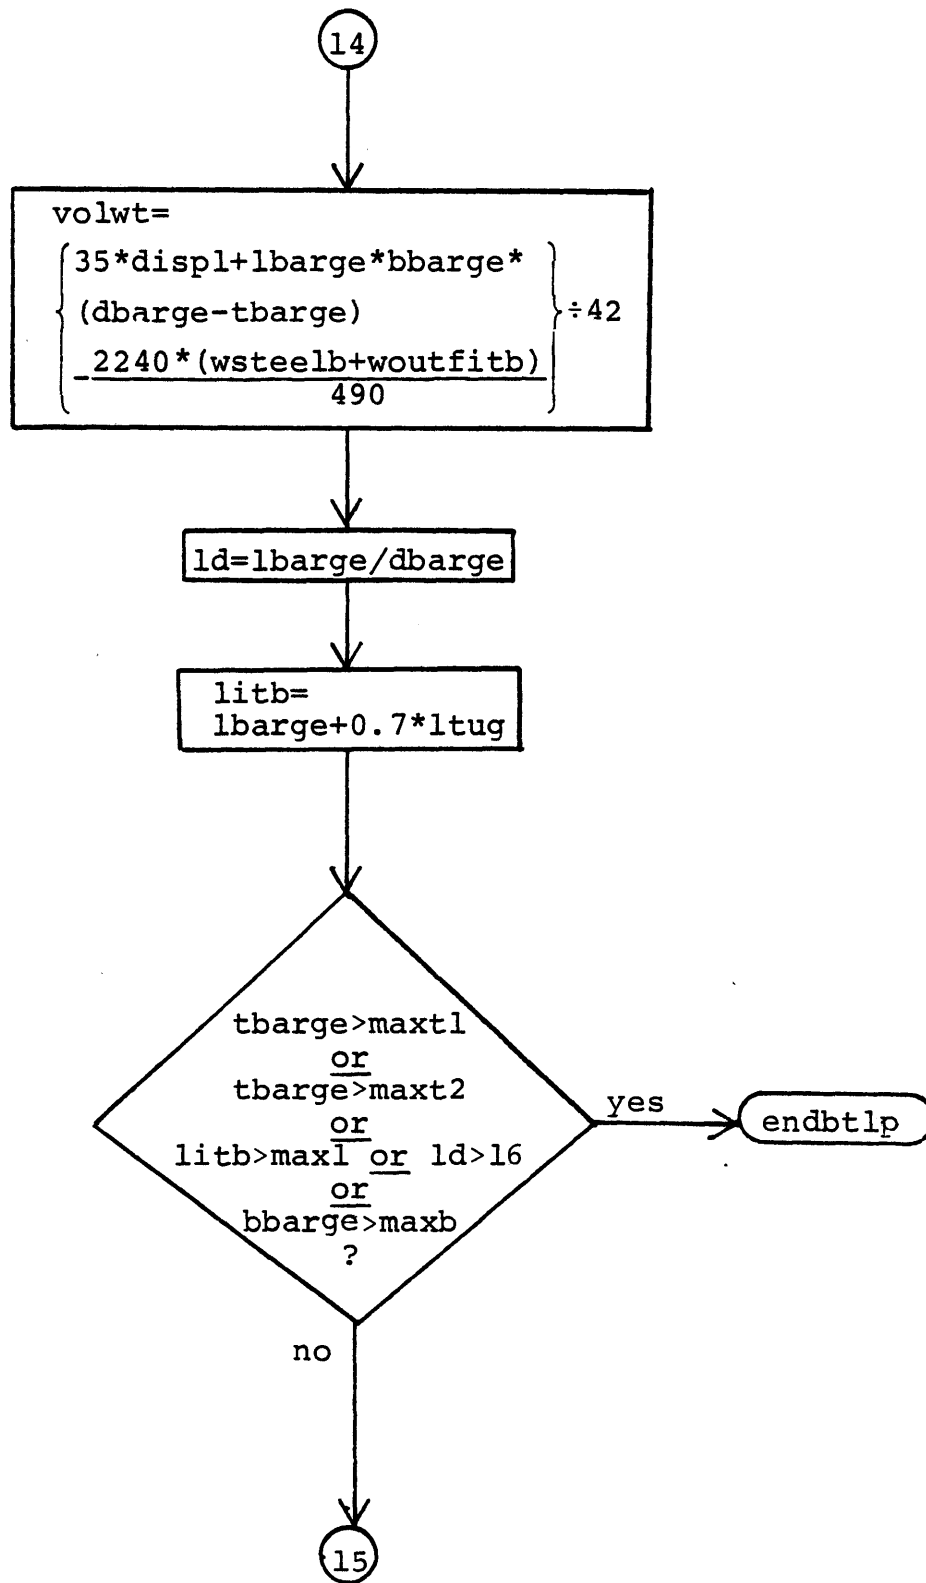 14
volwt=
35*displ+lbarge*bbarge*
(dbarge-tbarge)
÷42
-2240*(wsteelb+woutfitb)
490
ld=lbarge/dbarge
litb=
lbarge+0.7*ltug
tbarge>maxt1
or
tbarge>maxt2
or
litb>maxl or ld>16
or
bbarge>maxb
?
yes
endbtlp
no
15